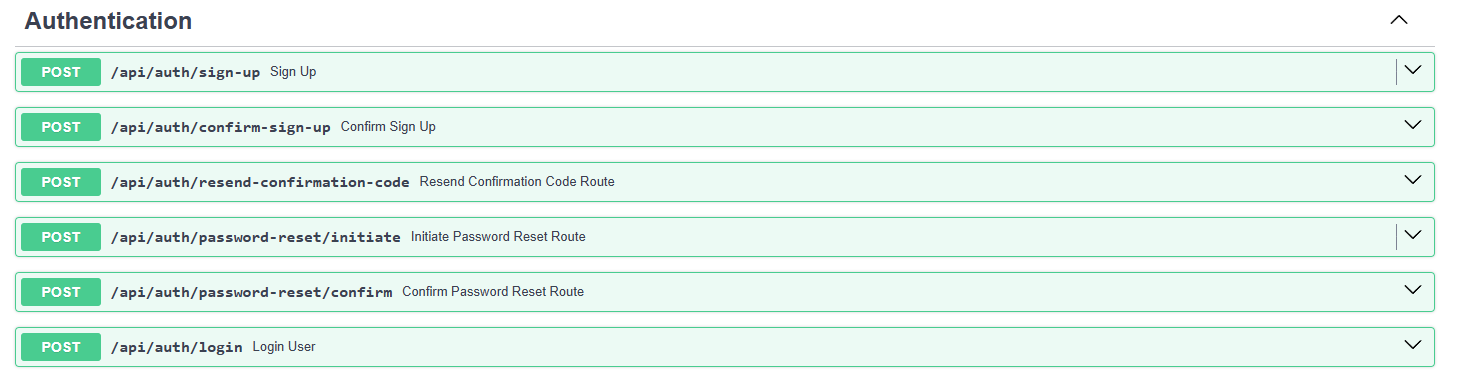 Authentication
POST /api/auth/sign-up Sign Up
POST /api/auth/confirm-sign-up Confirm Sign Up
POST /api/auth/resend-confirmation-code Resend Confirmation Code Route
POST /api/auth/password-reset/initiate Initiate Password Reset Route
POST /api/auth/password-reset/confirm Confirm Password Reset Route
POST /api/auth/login Login User